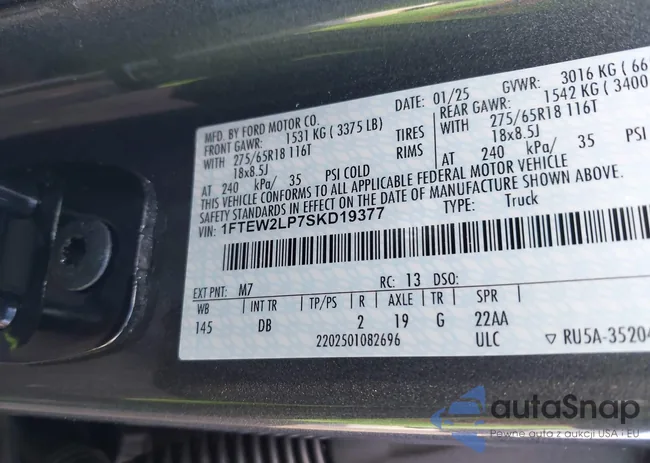 MFD. BY FORD MOTOR CO.
DATE: 01/25 GVWR: 3016 KG ( 66
FRONT GAWR: 1531 KG ( 3375 LB)
REAR GAWR: 1542 KG ( 3400
WITH 275/65R18 116T TIRES WITH 275/65R18 116T
18x8.5J RIMS 18x8.5J
AT 240 kPa/ 35 PSI COLD AT 240 kPa/ 35 PSI
THIS VEHICLE CONFORMS TO ALL APPLICABLE FEDERAL MOTOR VEHICLE
SAFETY STANDARDS IN EFFECT ON THE DATE OF MANUFACTURE SHOWN ABOVE.
VIN: 1FTEW2LP7SKD19377 TYPE: Truck
EXT PNT: M7 RC: 13 DSO:
WB INT TR TP/PS R AXLE TR SPR
145 DB 2 19 G 22AA
2202501082696 ULC ▽ RU5A-35204
autoSnap
Pewne auta z aukcji USA i EU